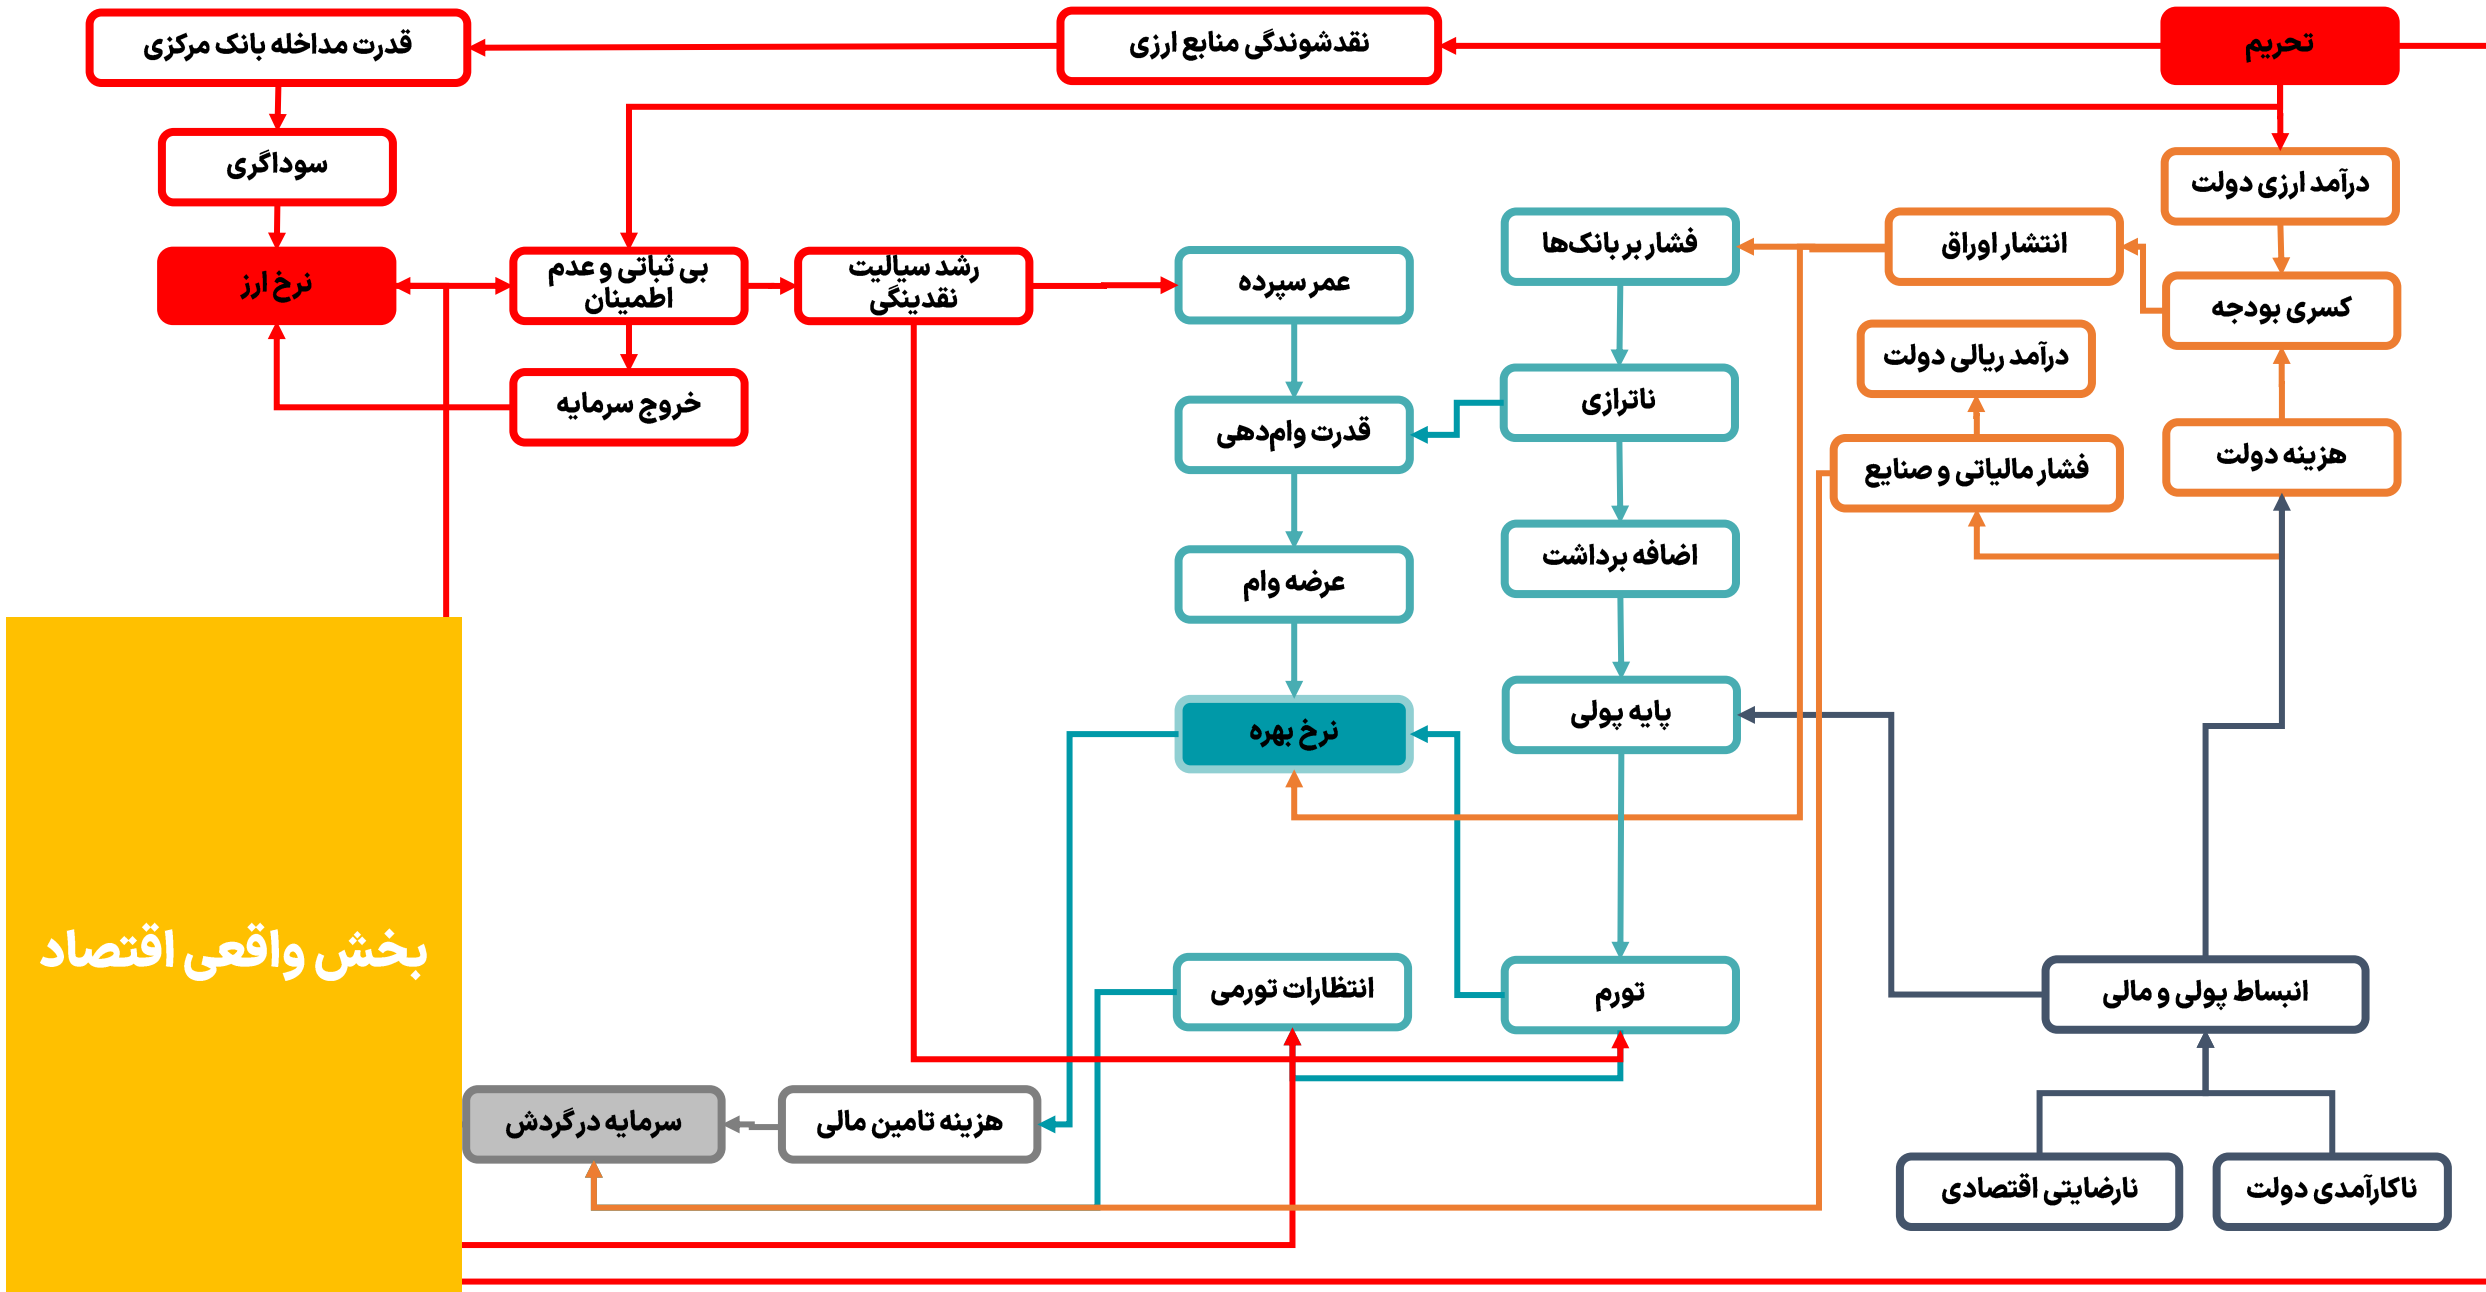 تحریم
نقدشوندگی منابع ارزی
قدرت مداخله بانک مرکزی
سوداگری
درآمد ارزی دولت
انتشار اوراق
فشار بر بانک‌ها
عمر سپرده
رشد سیالیت
نقدینگی
بی ثباتی و عدم
اطمینان
نرخ ارز
کسری بودجه
درآمد ریالی دولت
ناترازی
خروج سرمایه
قدرت وام‌دهی
هزینه دولت
فشار مالیاتی و صنایع
اضافه برداشت
عرضه وام
پایه پولی
نرخ بهره
بخش واقعی اقتصاد
انبساط پولی و مالی
تورم
انتظارات تورمی
هزینه تامین مالی
سرمایه در گردش
ناکارآمدی دولت
نارضایتی اقتصادی